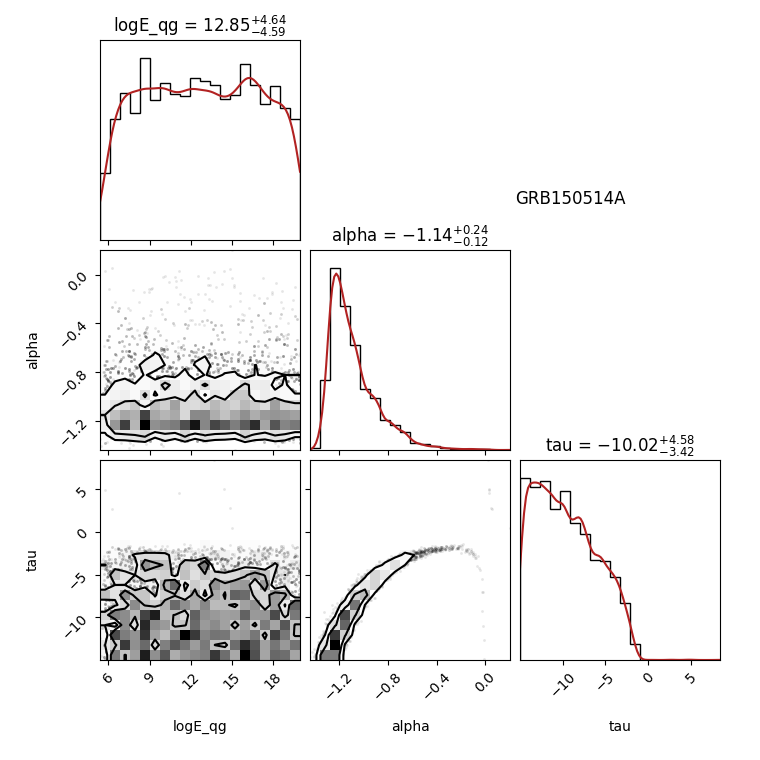 logE_qg = 12.85+4.64 −4.59
GRB150514A
alpha = −1.14+0.24 −0.12
0.0
−0.4
−0.8
−1.2
alpha
tau = −10.02+4.58 −3.42
5
0
−5
−10
tau
6 9 12 15 18
−1.2 −0.8 −0.4 0.0
−10 −5 0 5
logE_qg alpha tau